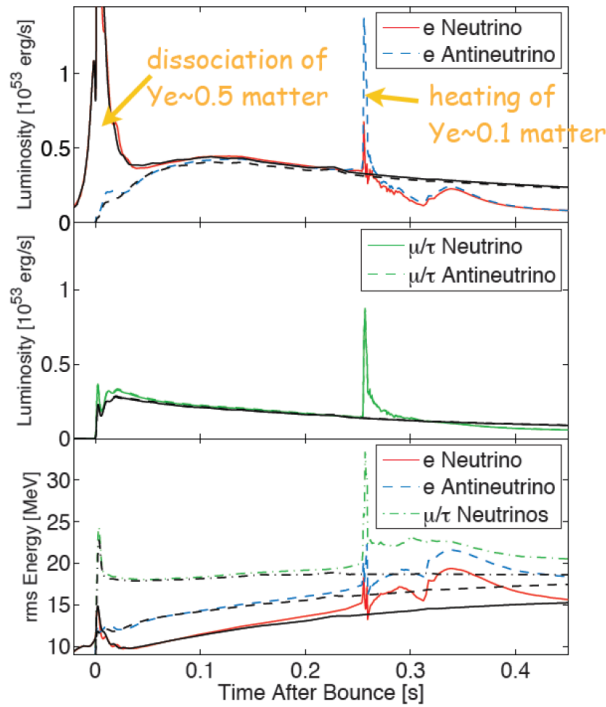 Luminosity [10^53 erg/s]
1
0.5
0
e Neutrino
e Antineutrino
dissociation of
Ye~0.5 matter
heating of
Ye~0.1 matter
Luminosity [10^53 erg/s]
1
0.5
0
μ/τ Neutrino
μ/τ Antineutrino
rms Energy [MeV]
30
25
20
15
10
e Neutrino
e Antineutrino
μ/τ Neutrinos
0 0.1 0.2 0.3 0.4
Time After Bounce [s]